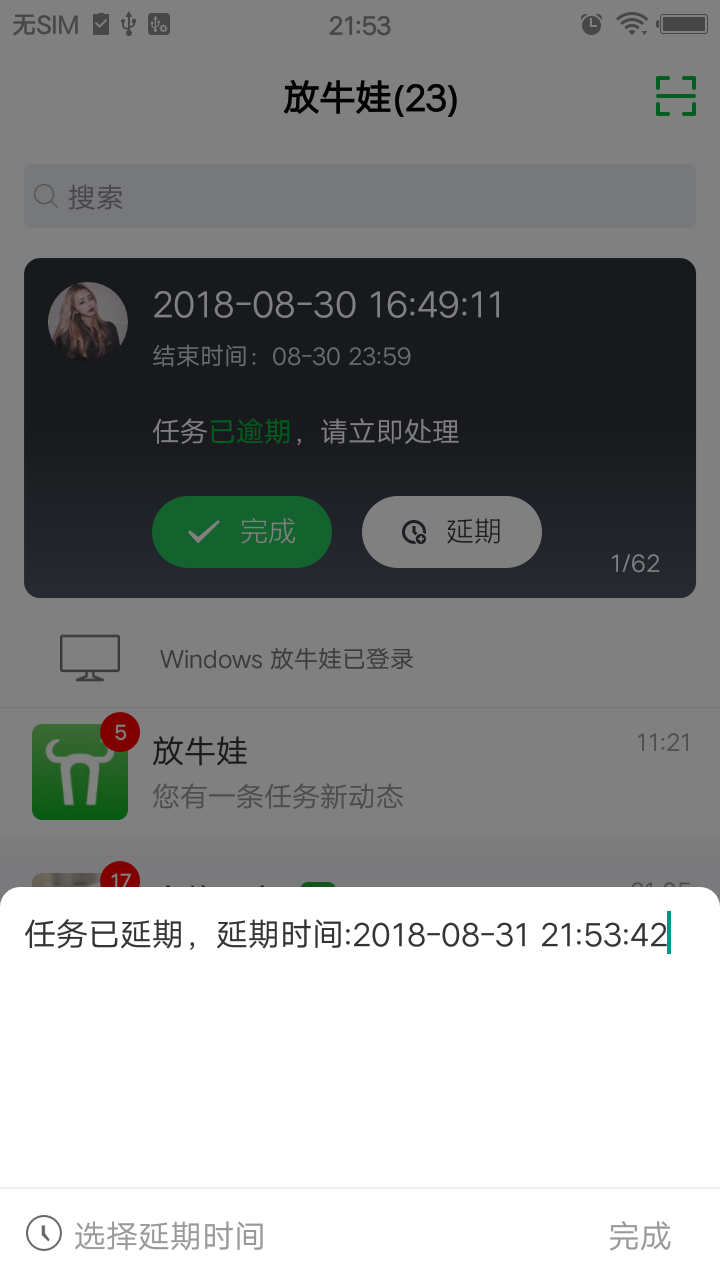 无SIM 21:53
放牛娃(23)
搜索
2018-08-30 16:49:11
结束时间：08-30 23:59
任务已逾期，请立即处理
完成 延期
1/62
Windows 放牛娃已登录
5
放牛娃 11:21
您有一条任务新动态
17
任务已延期，延期时间:2018-08-31 21:53:42
选择延期时间 完成